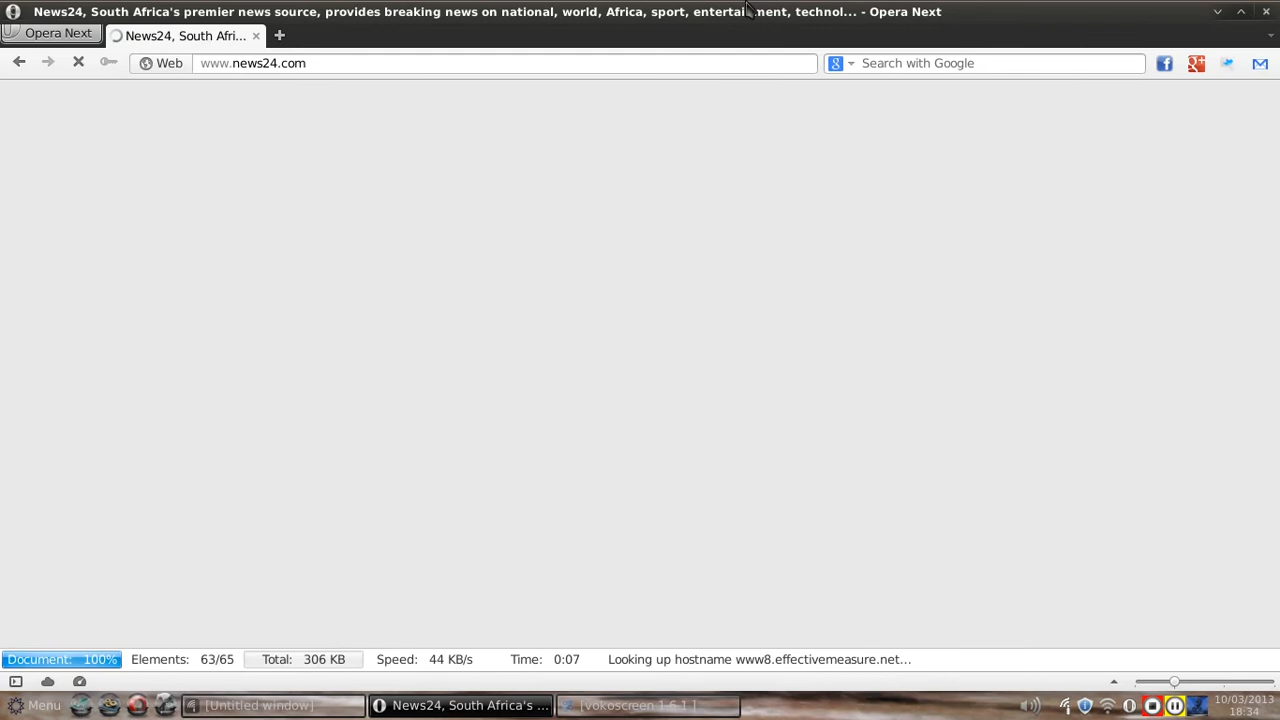 News24, South Africa's premier news source, provides breaking news on national, world, Africa, sport, entertainment, technol... - Opera Next
Opera Next
News24, South Afri...
Web
www.news24.com
Search with Google
Document: 100%
Elements: 63/65
Total: 306 KB
Speed: 44 KB/s
Time: 0:07
Looking up hostname www8.effectivemeasure.net...
Menu
[Untitled window]
News24, South Africa's ...
[vokoscreen 1.6.1 ]
10/03/2013
18:34